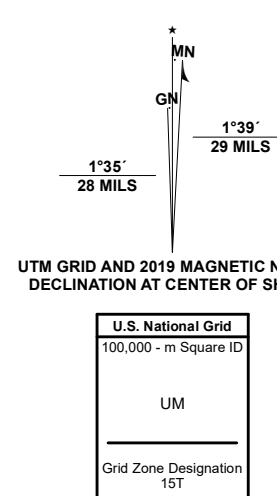 MN
GN
1°39´
29 MILS
1°35´
28 MILS
UTM GRID AND 2019 MAGNETIC N
DECLINATION AT CENTER OF SH
U.S. National Grid
100,000 - m Square ID
UM
Grid Zone Designation
15T